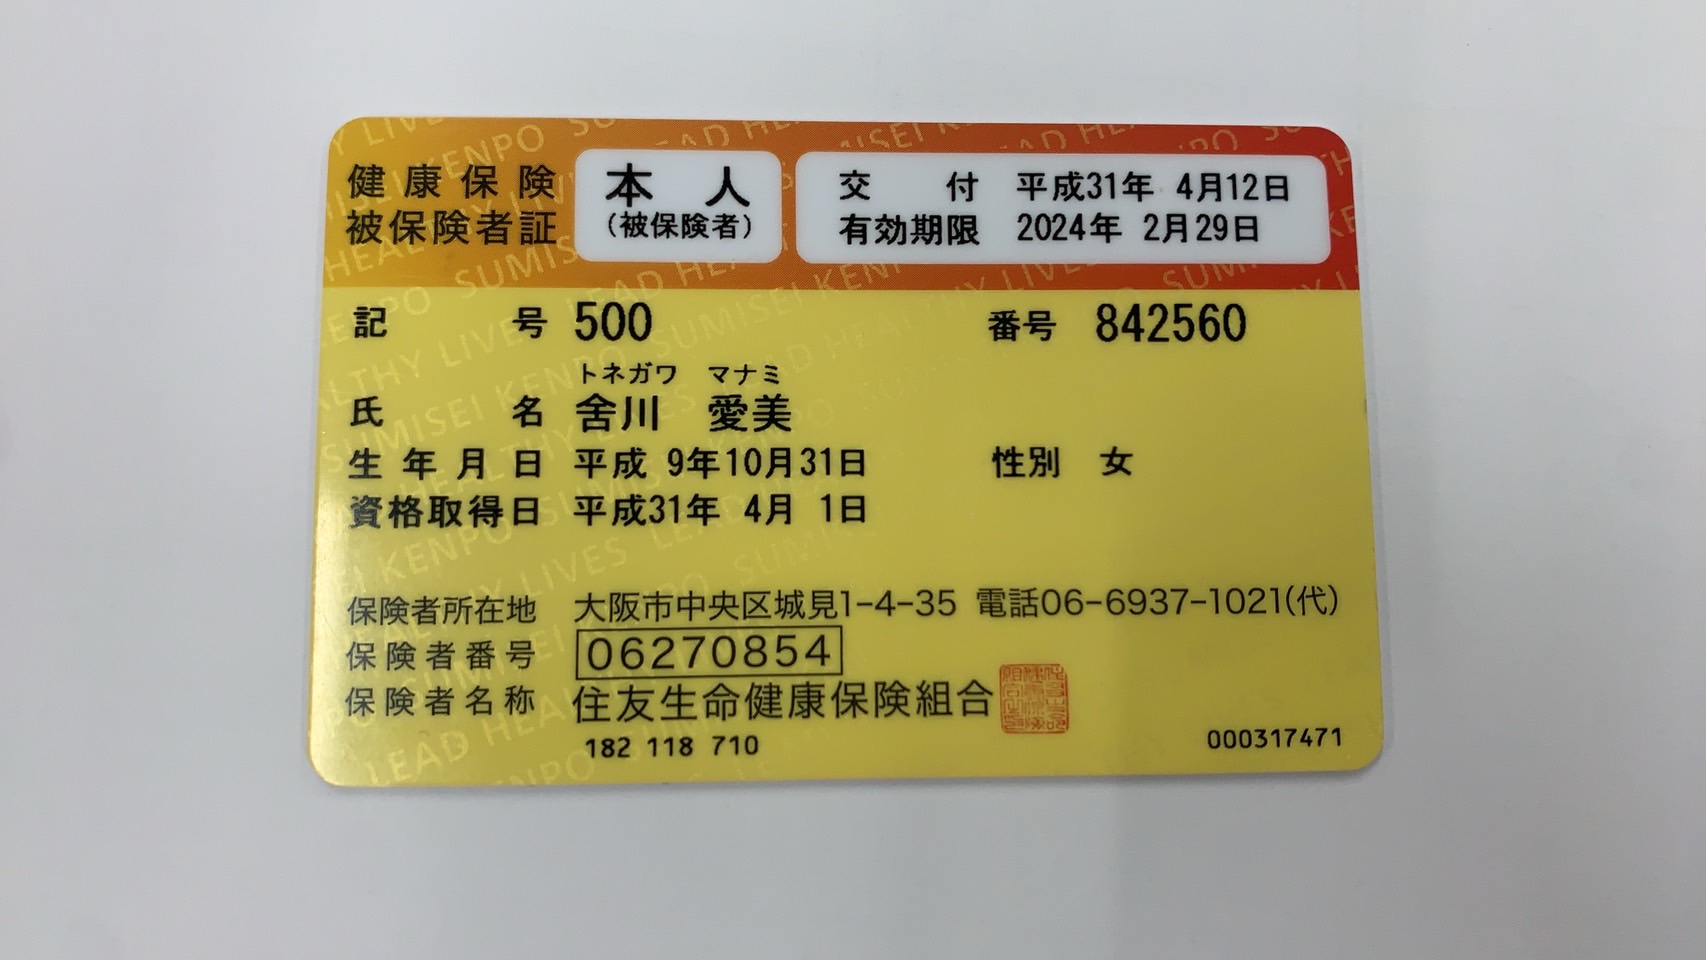 健康保険
被保険者証
本人
(被保険者)
交付 平成31年 4月12日
有効期限 2024年 2月29日
記号 500 番号 842560
トネガワ マナミ
氏名 舍川 愛美
生年月日 平成 9年10月31日 性別 女
資格取得日 平成31年 4月 1日
保険者所在地 大阪市中央区城見1-4-35 電話06-6937-1021(代)
保険者番号 06270854
保険者名称 住友生命健康保険組合
182 118 710
000317471